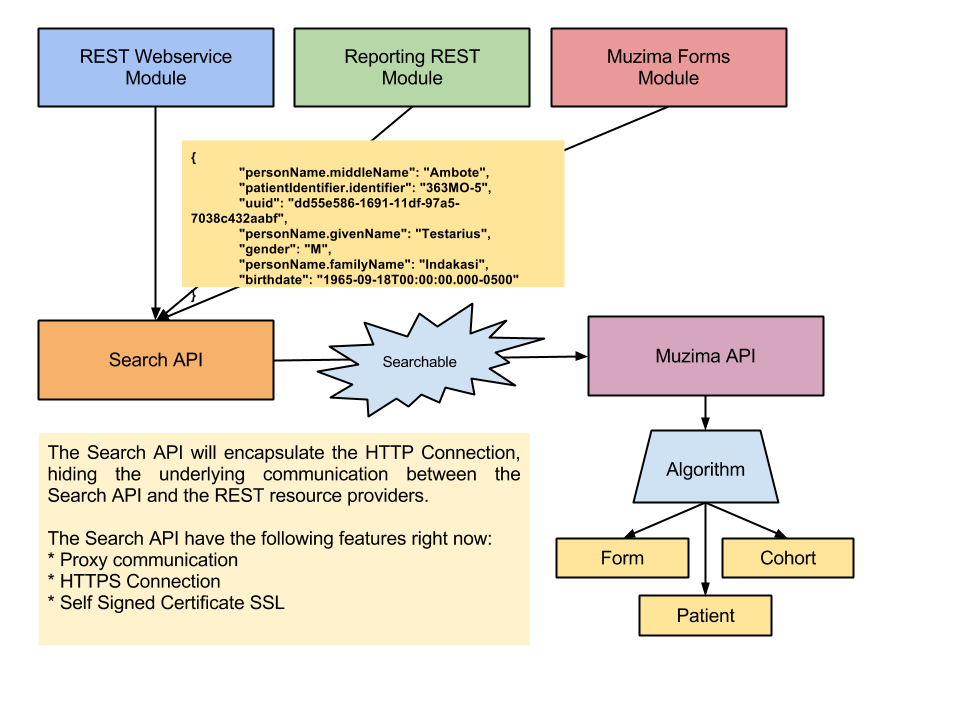 REST Webservice
Module
Reporting REST
Module
Muzima Forms
Module
{
"personName.middleName": "Ambote",
"patientIdentifier.identifier": "363MO-5",
"uuid": "dd55e586-1691-11df-97a5-
7038c432aabf",
"personName.givenName": "Testarius",
"gender": "M",
"personName.familyName": "Indakasi",
"birthdate": "1965-09-18T00:00:00.000-0500"
}
Search API
Searchable
Muzima API
The Search API will encapsulate the HTTP Connection,
hiding the underlying communication between the
Search API and the REST resource providers.
The Search API have the following features right now:
* Proxy communication
* HTTPS Connection
* Self Signed Certificate SSL
Algorithm
Form
Cohort
Patient